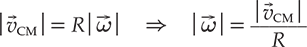 |v⃗_CM| = R|ω⃗| ⇒ |ω⃗| = |v⃗_CM| / R